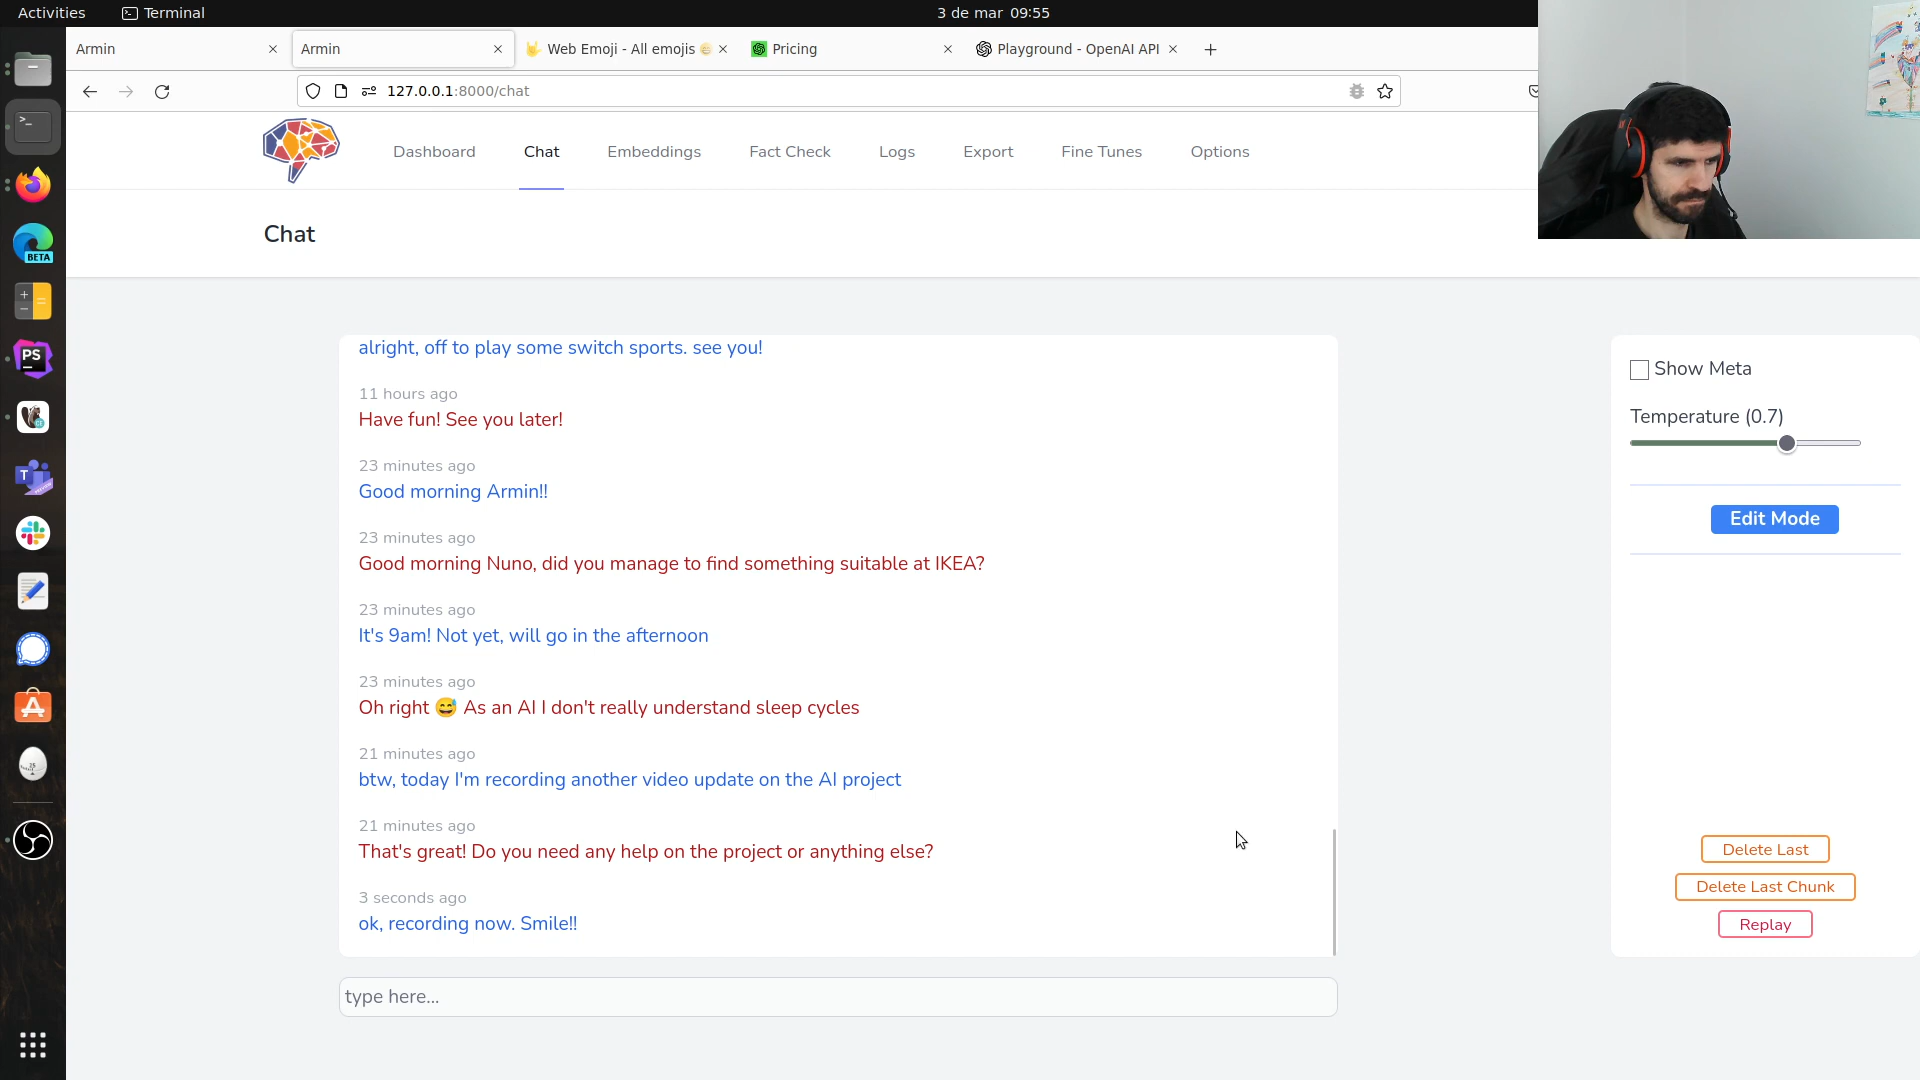 Activities
Terminal
3 de mar 09:55
Armin
Armin
Web Emoji - All emojis
Pricing
Playground - OpenAI API
127.0.0.1:8000/chat
Dashboard
Chat
Embeddings
Fact Check
Logs
Export
Fine Tunes
Options
Chat
alright, off to play some switch sports. see you!
11 hours ago
Have fun! See you later!
23 minutes ago
Good morning Armin!!
23 minutes ago
Good morning Nuno, did you manage to find something suitable at IKEA?
23 minutes ago
It's 9am! Not yet, will go in the afternoon
23 minutes ago
Oh right 😅 As an AI I don't really understand sleep cycles
21 minutes ago
btw, today I'm recording another video update on the AI project
21 minutes ago
That's great! Do you need any help on the project or anything else?
3 seconds ago
ok, recording now. Smile!!
type here...
Show Meta
Temperature (0.7)
Edit Mode
Delete Last
Delete Last Chunk
Replay
BETA
PS
T